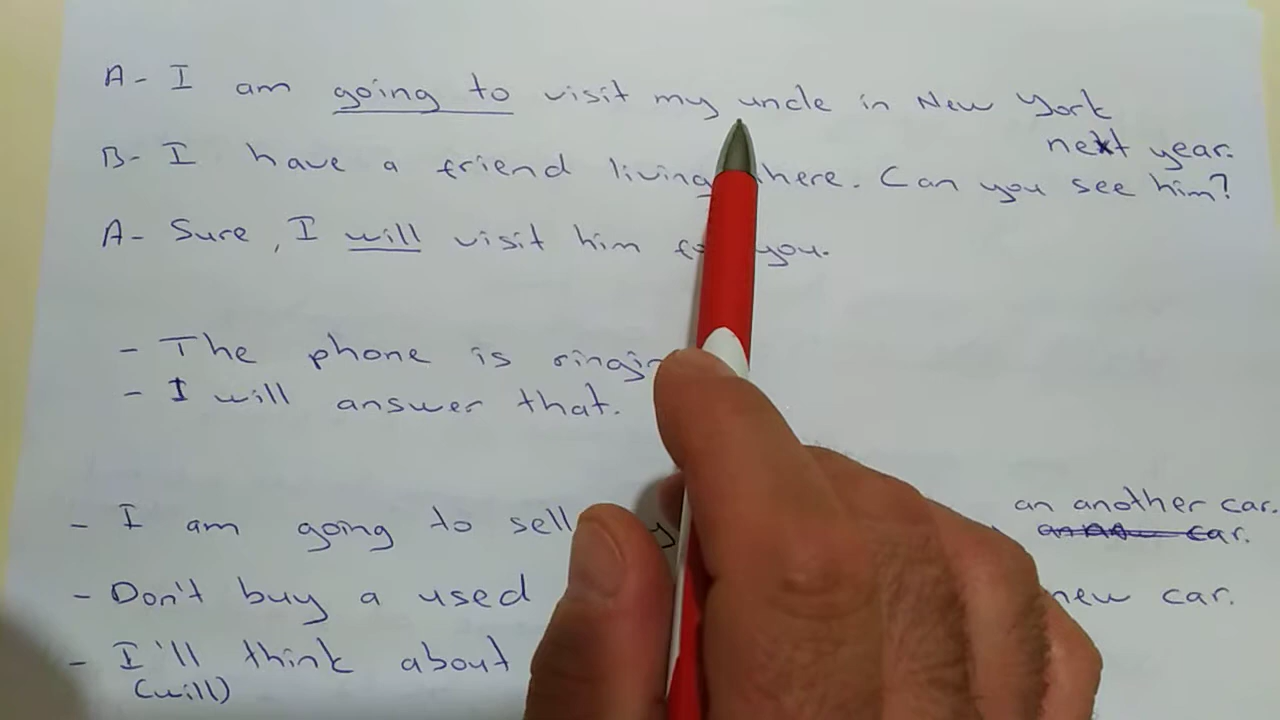 A- I am going to visit my uncle in New York
next year.
B- I have a friend living here. Can you see him?
A- Sure, I will visit him you.
- The phone is
- I will answer that.
- I am going to sell an another car.
car.
- Don't buy a used new car.
- I'll think about
(will)